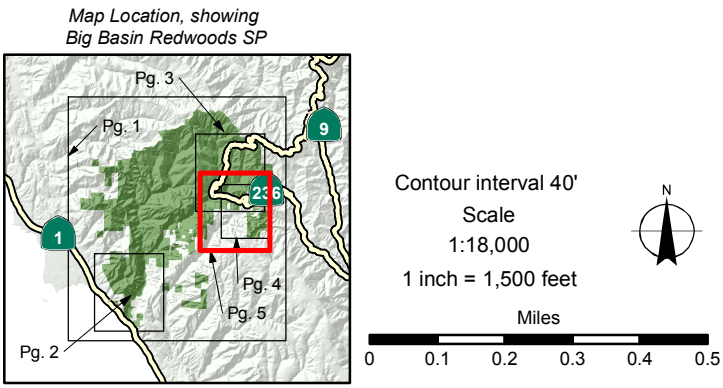 Map Location, showing
Big Basin Redwoods SP
Pg. 3
Pg. 1
9
236
1
Pg. 4
Pg. 5
Pg. 2
Contour interval 40'
Scale
1:18,000
1 inch = 1,500 feet
N
Miles
0 0.1 0.2 0.3 0.4 0.5